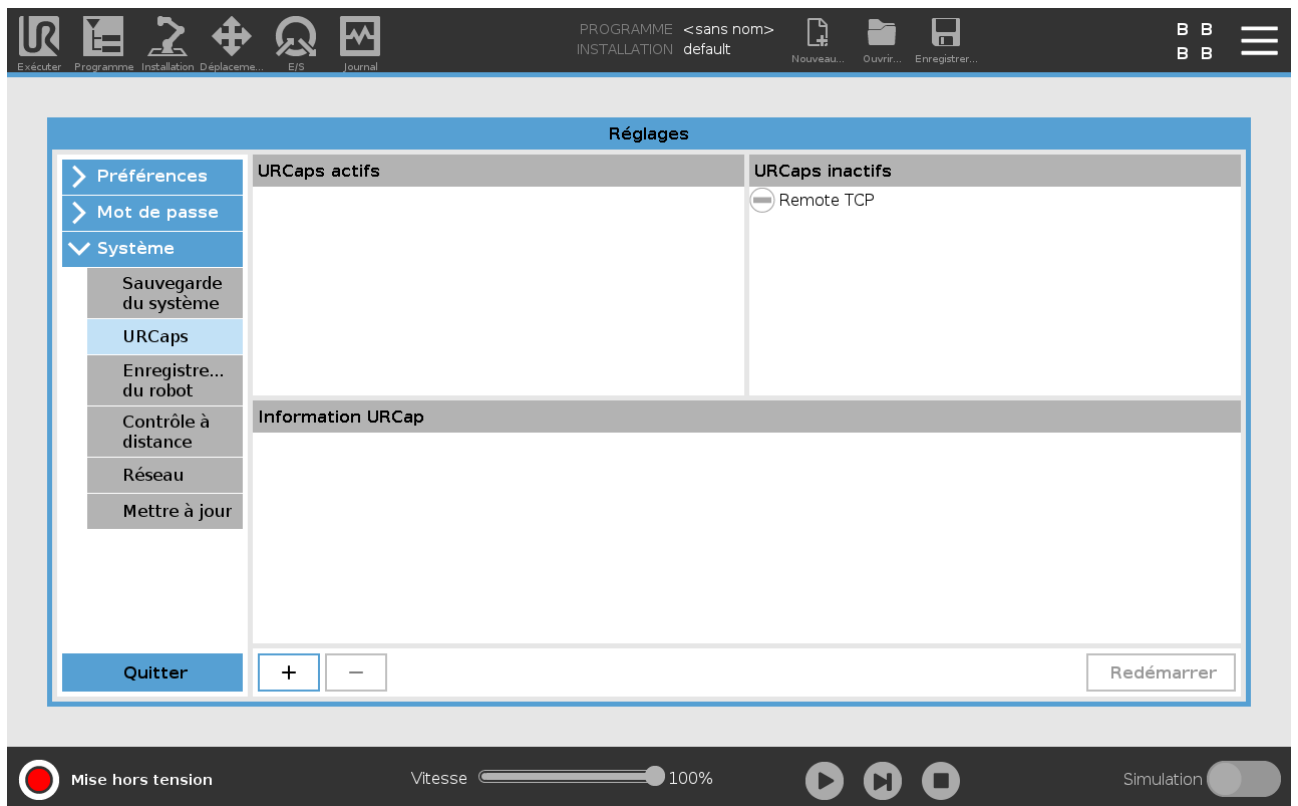 PROGRAMME <sans nom>
INSTALLATION default
B B
B B
Exécuter
Programme
Installation
Déplaceme...
E/S
Journal
Nouveau...
Ouvrir...
Enregistrer...
Réglages
Préférences
Mot de passe
Système
Sauvegarde
du système
URCaps
Enregistre...
du robot
Contrôle à
distance
Réseau
Mettre à jour
Quitter
URCaps actifs
URCaps inactifs
Remote TCP
Information URCap
+
−
Redémarrer
Mise hors tension
Vitesse
100%
Simulation